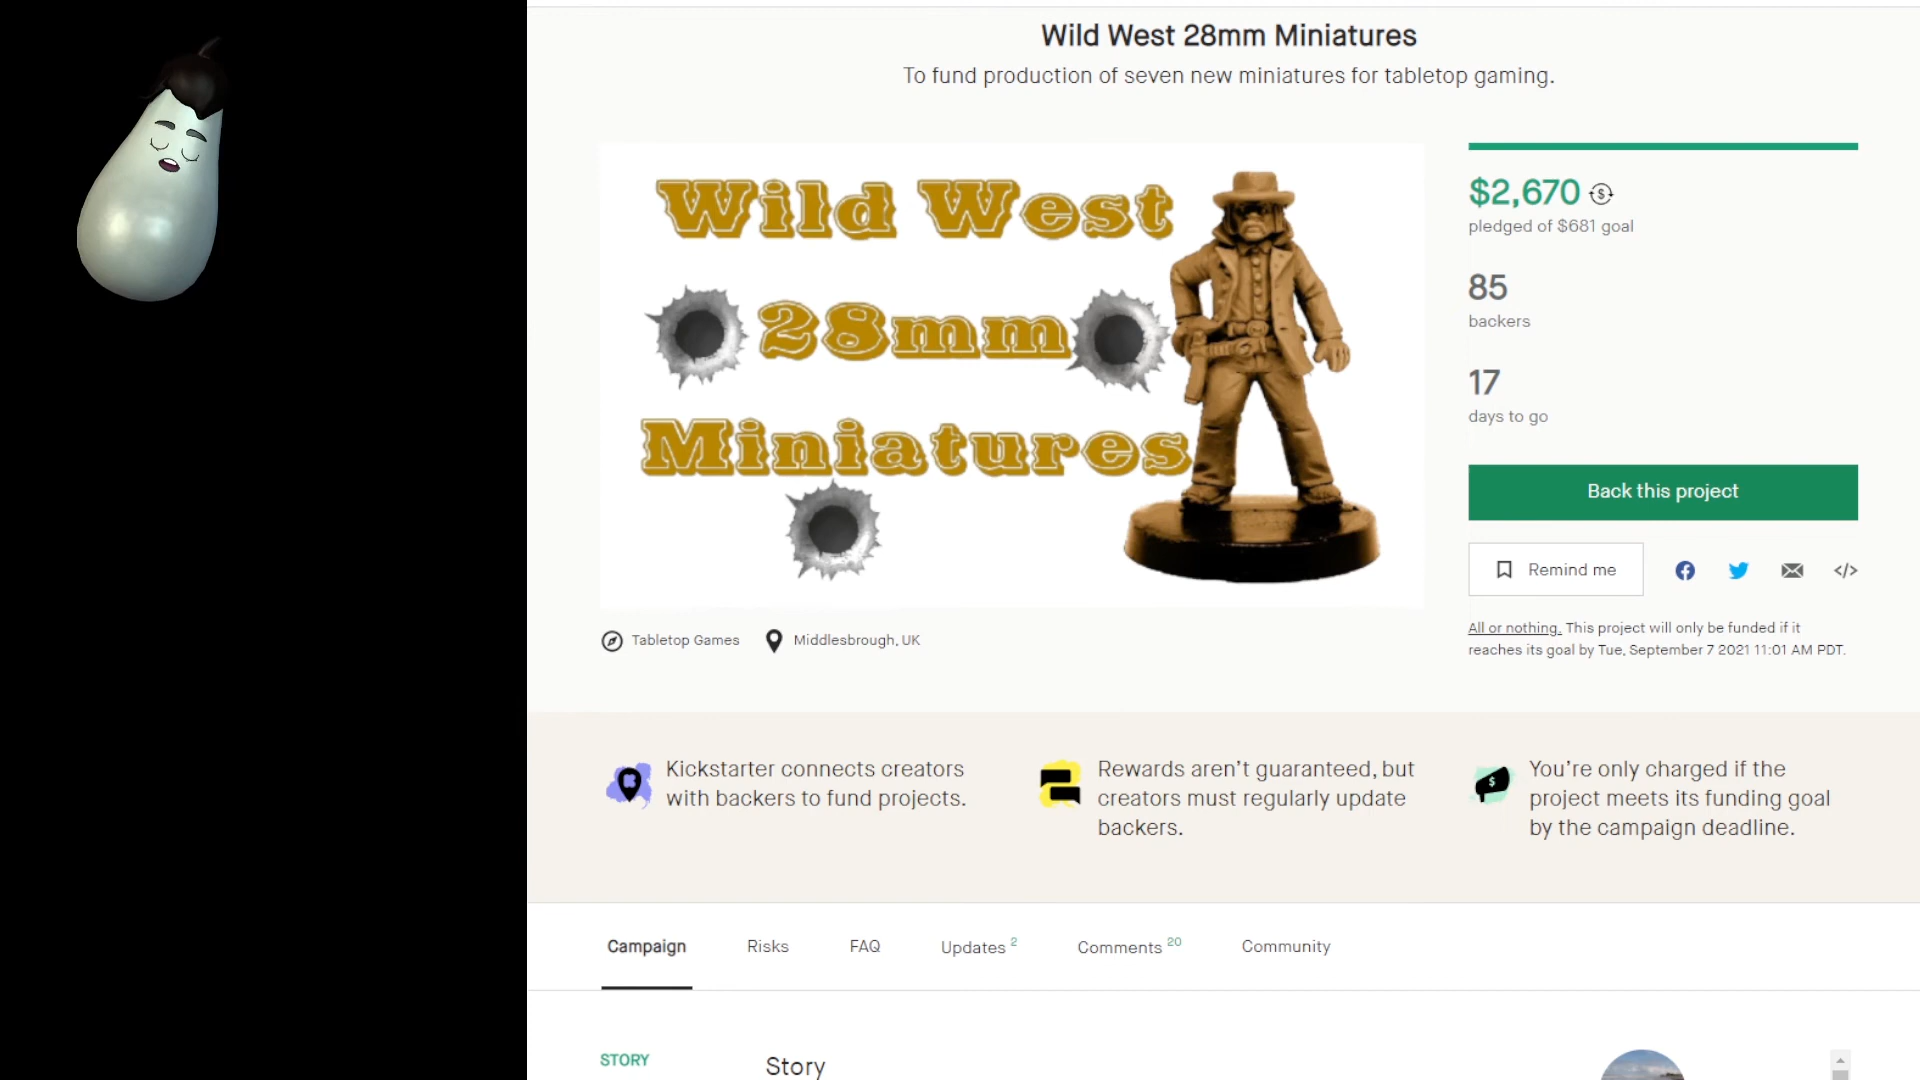 Wild West 28mm Miniatures
To fund production of seven new miniatures for tabletop gaming.
Wild West
28mm
Miniatures
$2,670
pledged of $681 goal
85
backers
17
days to go
Back this project
Remind me
All or nothing. This project will only be funded if it
reaches its goal by Tue, September 7 2021 11:01 AM PDT.
Tabletop Games
Middlesbrough, UK
Kickstarter connects creators
with backers to fund projects.
Rewards aren't guaranteed, but
creators must regularly update
backers.
You're only charged if the
project meets its funding goal
by the campaign deadline.
Campaign Risks FAQ Updates 2 Comments 20 Community
STORY
Story